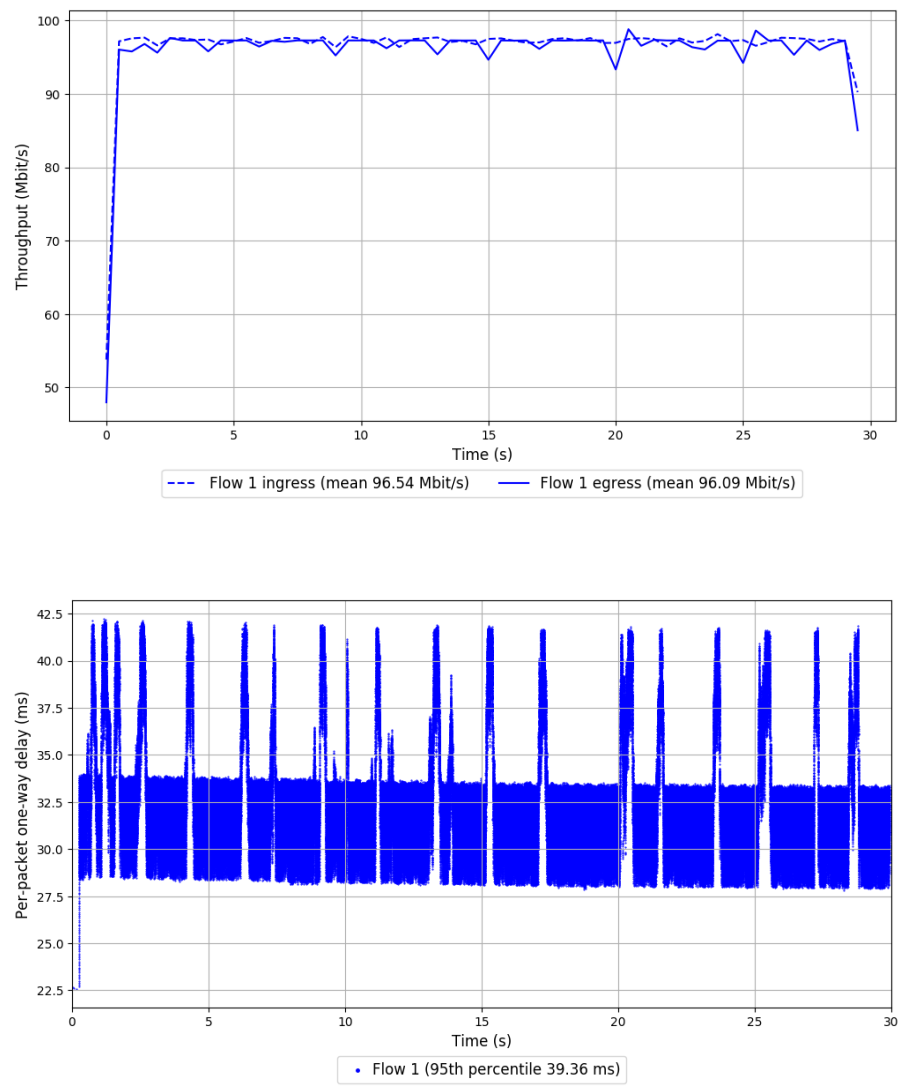 100
90
80
70
60
50
Throughput (Mbit/s)
0 5 10 15 20 25 30
Time (s)
Flow 1 ingress (mean 96.54 Mbit/s) Flow 1 egress (mean 96.09 Mbit/s)
42.5
40.0
37.5
35.0
32.5
30.0
27.5
25.0
22.5
Per-packet one-way delay (ms)
0 5 10 15 20 25 30
Time (s)
Flow 1 (95th percentile 39.36 ms)